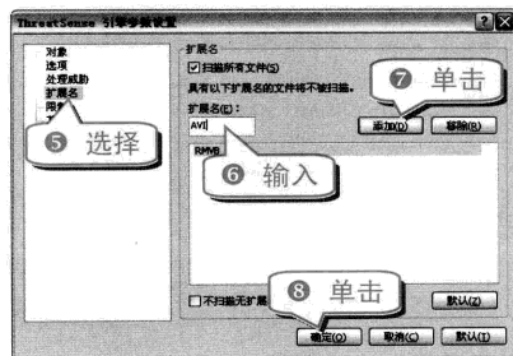 ThreatSense 引擎参数设置
对象
选项
处理威胁
扩展名
❺ 选择
扩展名
扫描所有文件(S)
具有以下扩展名的文件将不被扫描。
扩展名(E):
AVI
添加(D)
移除(R)
❼ 单击
RMVB
❻ 输入
不扫描无扩展
默认(Z)
❽ 单击
确定(O)
取消(C)
默认(T)